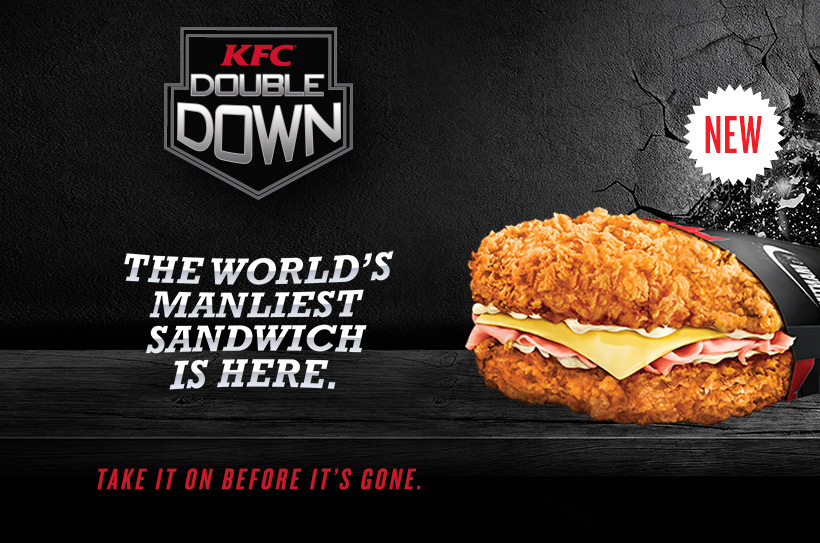 KFC
DOUBLE
DOWN
NEW
THE WORLD'S
MANLIEST
SANDWICH
IS HERE.
TAKE IT ON BEFORE IT'S GONE.